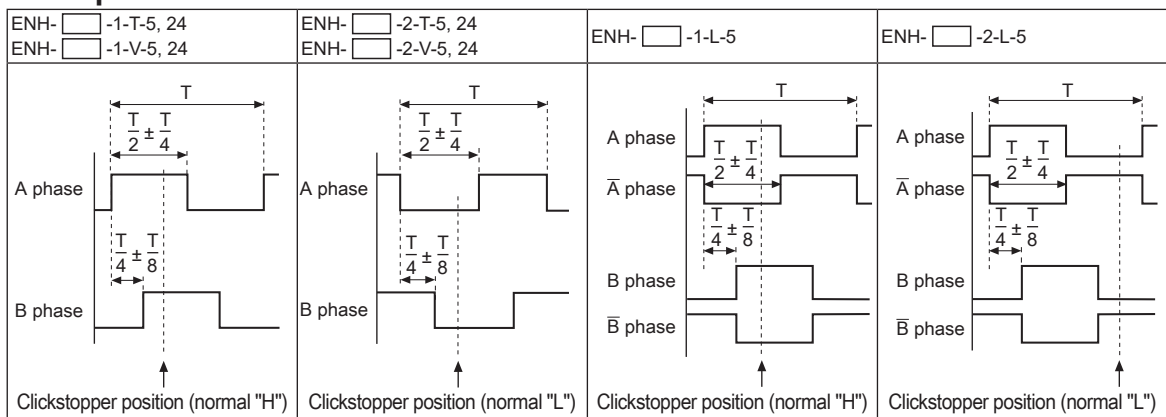 ENH- -1-T-5, 24
ENH- -1-V-5, 24
ENH- -2-T-5, 24
ENH- -2-V-5, 24
ENH- -1-L-5
ENH- -2-L-5
T
T/2 ± T/4
A phase
T/4 ± T/8
B phase
Clickstopper position (normal "H")
T
T/2 ± T/4
A phase
T/4 ± T/8
B phase
Clickstopper position (normal "L")
T
A phase
T/2 ± T/4
A̅ phase
T/4 ± T/8
B phase
B̅ phase
Clickstopper position (normal "H")
T
A phase
T/2 ± T/4
A̅ phase
T/4 ± T/8
B phase
B̅ phase
Clickstopper position (normal "L")